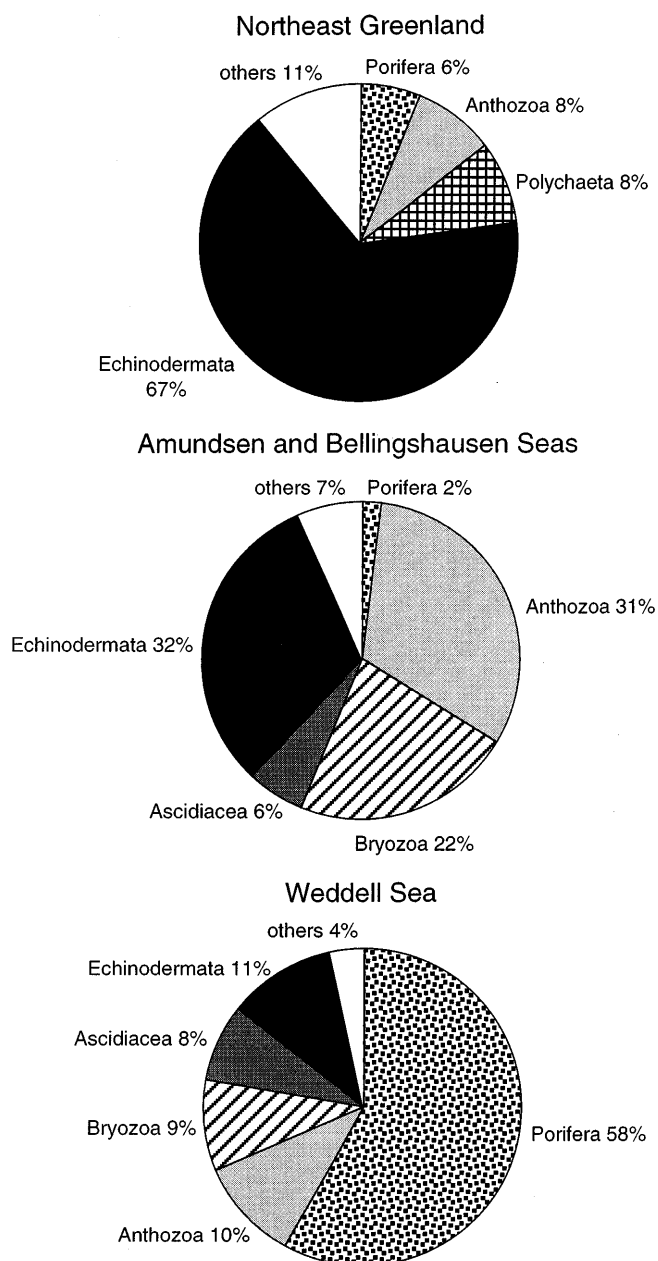 Northeast Greenland
others 11%
Porifera 6%
Anthozoa 8%
Polychaeta 8%
Echinodermata
67%
Amundsen and Bellingshausen Seas
others 7%
Porifera 2%
Anthozoa 31%
Echinodermata 32%
Ascidiacea 6%
Bryozoa 22%
Weddell Sea
others 4%
Echinodermata 11%
Ascidiacea 8%
Bryozoa 9%
Porifera 58%
Anthozoa 10%